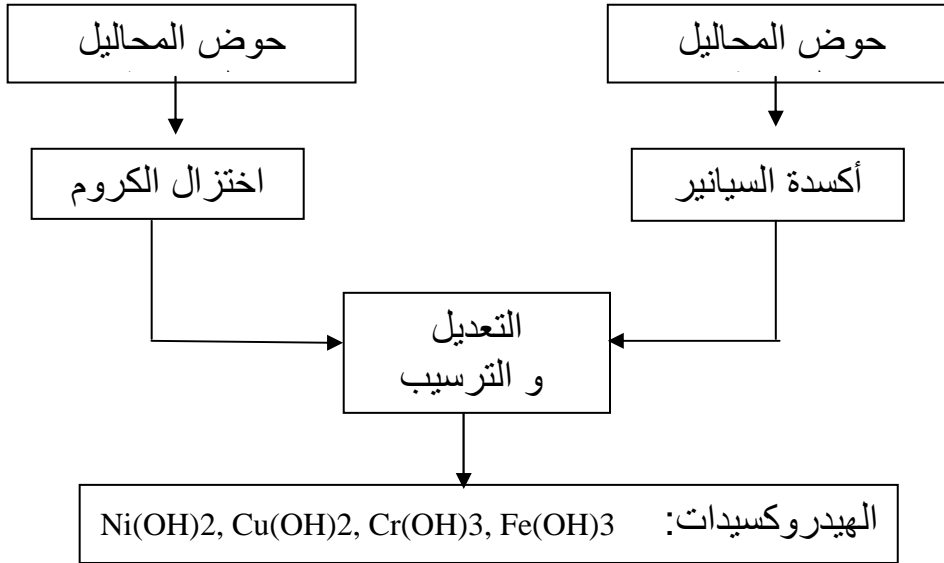 حوض المحاليل
حوض المحاليل
أكسدة السيانير
اختزال الكروم
التعديل
و الترسيب
الهيدروكسيدات: Ni(OH)2, Cu(OH)2, Cr(OH)3, Fe(OH)3